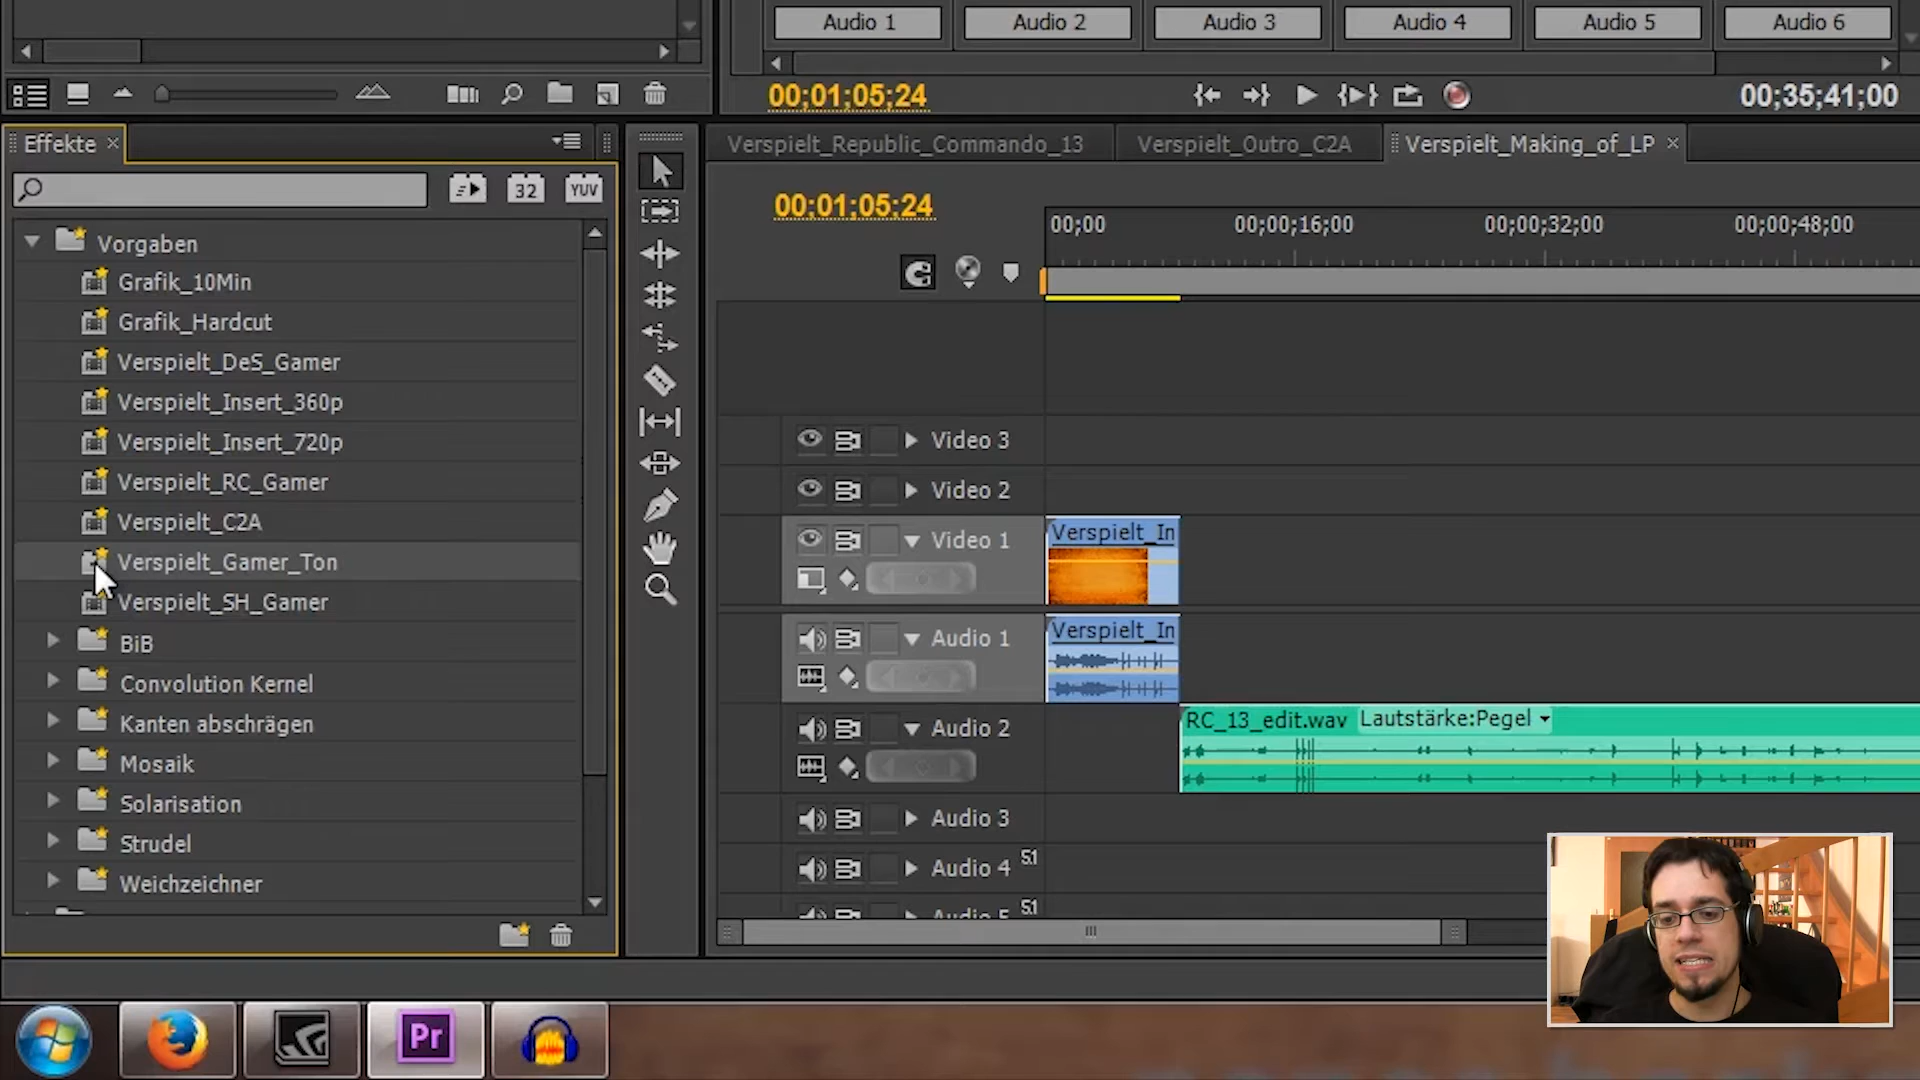 Audio 1
Audio 2
Audio 3
Audio 4
Audio 5
Audio 6
00;01;05;24
00;35;41;00
Effekte
32
YUV
Vorgaben
Grafik_10Min
Grafik_Hardcut
Verspielt_DeS_Gamer
Verspielt_Insert_360p
Verspielt_Insert_720p
Verspielt_RC_Gamer
Verspielt_C2A
Verspielt_Gamer_Ton
Verspielt_SH_Gamer
BiB
Convolution Kernel
Kanten abschrägen
Mosaik
Solarisation
Strudel
Weichzeichner
Verspielt_Republic_Commando_13
Verspielt_Outro_C2A
Verspielt_Making_of_LP
00;01;05;24
00;00
00;00;16;00
00;00;32;00
00;00;48;00
Video 3
Video 2
Video 1
Verspielt_In
Audio 1
Verspielt_In
Audio 2
RC_13_edit.wav Lautstärke:Pegel
Audio 3
Audio 4 5.1
Audio 5 5.1
Pr